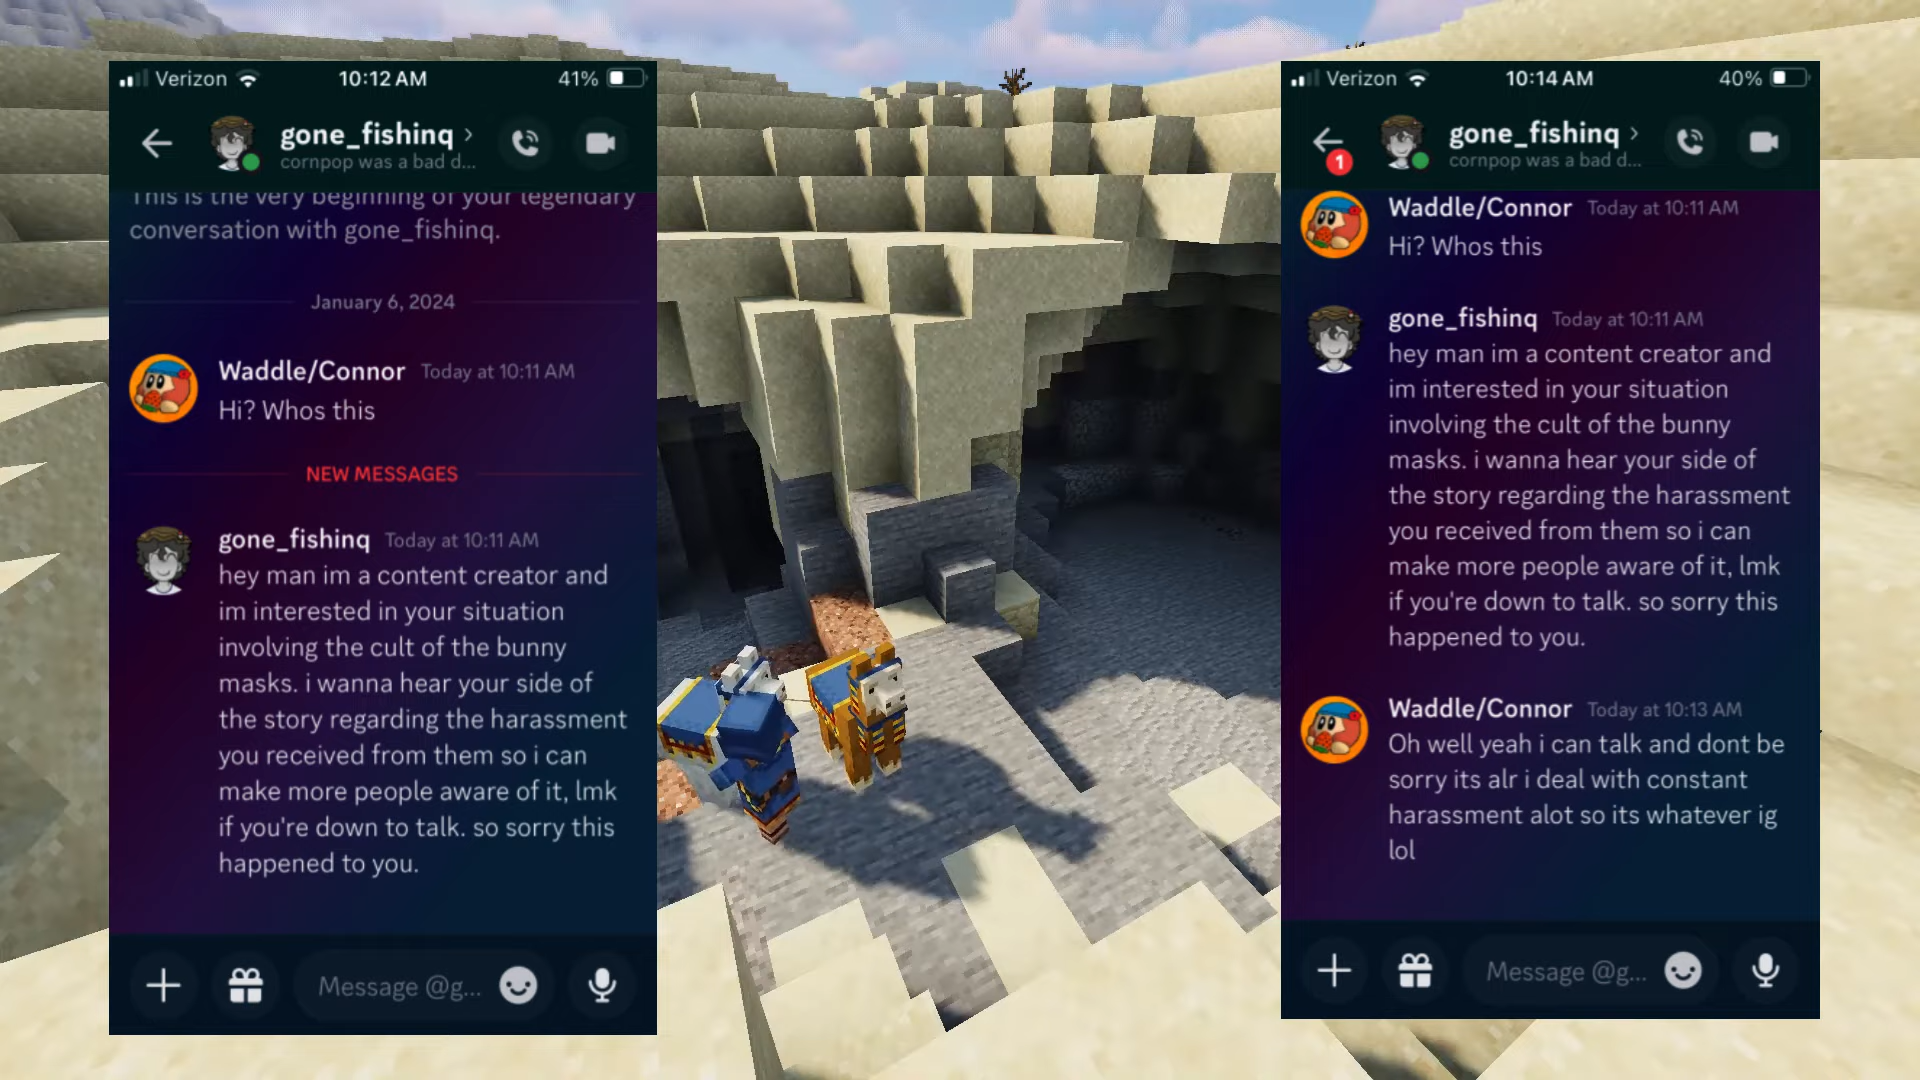 Verizon
10:12 AM
41%
gone_fishinq
cornpop was a bad d...
This is the very beginning of your legendary
conversation with gone_fishinq.
January 6, 2024
Waddle/Connor Today at 10:11 AM
Hi? Whos this
NEW MESSAGES
gone_fishinq Today at 10:11 AM
hey man im a content creator and
im interested in your situation
involving the cult of the bunny
masks. i wanna hear your side of
the story regarding the harassment
you received from them so i can
make more people aware of it, lmk
if you're down to talk. so sorry this
happened to you.
Message @g...
Verizon
10:14 AM
40%
1
gone_fishinq
cornpop was a bad d...
Waddle/Connor Today at 10:11 AM
Hi? Whos this
gone_fishinq Today at 10:11 AM
hey man im a content creator and
im interested in your situation
involving the cult of the bunny
masks. i wanna hear your side of
the story regarding the harassment
you received from them so i can
make more people aware of it, lmk
if you're down to talk. so sorry this
happened to you.
Waddle/Connor Today at 10:13 AM
Oh well yeah i can talk and dont be
sorry its alr i deal with constant
harassment alot so its whatever ig
lol
Message @g...